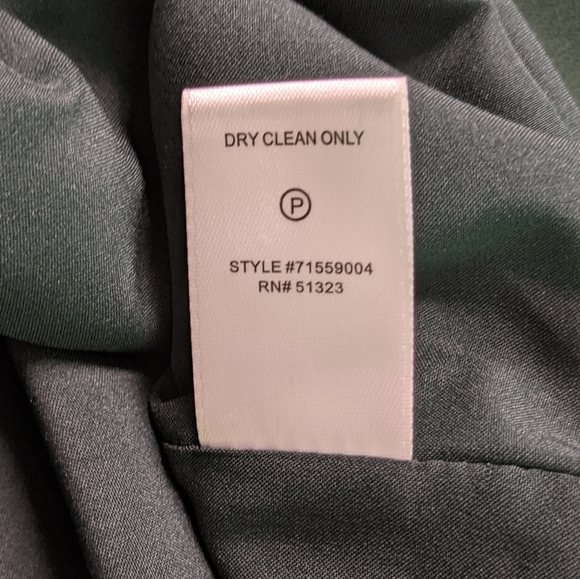 DRY CLEAN ONLY
P
STYLE #71559004
RN# 51323